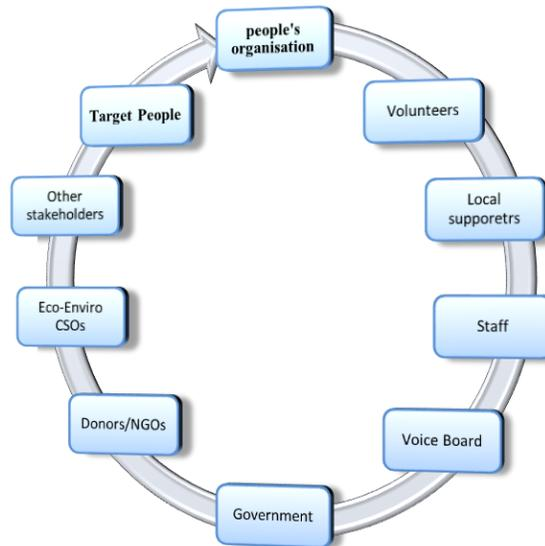 people's
organisation
Volunteers
Local
supporetrs
Staff
Voice Board
Government
Donors/NGOs
Eco-Enviro
CSOs
Other
stakeholders
Target People